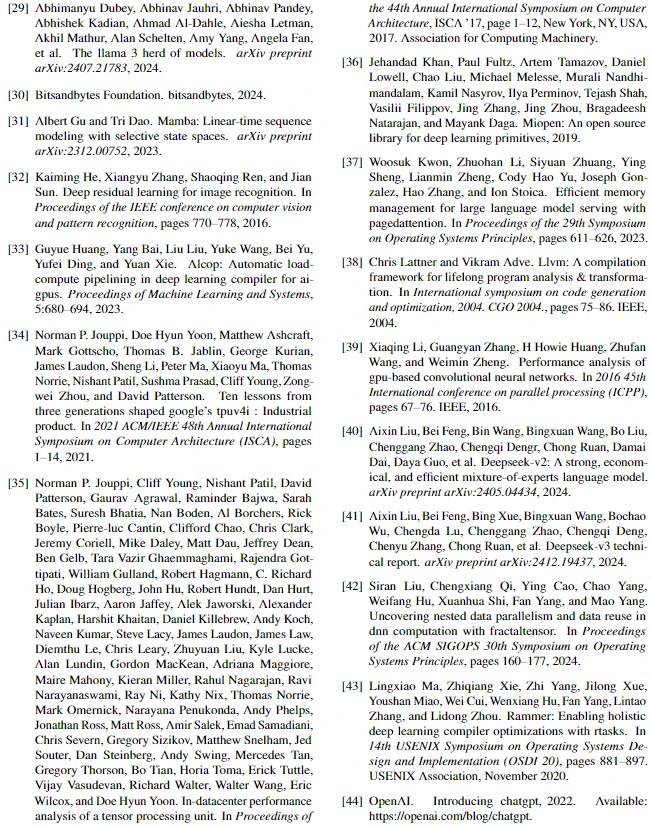 [29] Abhimanyu Dubey, Abhinav Jauhri, Abhinav Pandey,
Abhishek Kadian, Ahmad Al-Dahle, Aiesha Letman,
Akhil Mathur, Alan Schelten, Amy Yang, Angela Fan,
et al. The llama 3 herd of models. arXiv preprint
arXiv:2407.21783, 2024.
[30] Bitsandbytes Foundation. bitsandbytes, 2024.
[31] Albert Gu and Tri Dao. Mamba: Linear-time sequence
modeling with selective state spaces. arXiv preprint
arXiv:2312.00752, 2023.
[32] Kaiming He, Xiangyu Zhang, Shaoqing Ren, and Jian
Sun. Deep residual learning for image recognition. In
Proceedings of the IEEE conference on computer vision
and pattern recognition, pages 770–778, 2016.
[33] Guyue Huang, Yang Bai, Liu Liu, Yuke Wang, Bei Yu,
Yufei Ding, and Yuan Xie. Alcop: Automatic load-
compute pipelining in deep learning compiler for ai-
gpus. Proceedings of Machine Learning and Systems,
5:680–694, 2023.
[34] Norman P. Jouppi, Doe Hyun Yoon, Matthew Ashcraft,
Mark Gottscho, Thomas B. Jablin, George Kurian,
James Laudon, Sheng Li, Peter Ma, Xiaoyu Ma, Thomas
Norrie, Nishant Patil, Sushma Prasad, Cliff Young, Zong-
wei Zhou, and David Patterson. Ten lessons from
three generations shaped google's tpuv4i : Industrial
product. In 2021 ACM/IEEE 48th Annual International
Symposium on Computer Architecture (ISCA), pages
1–14, 2021.
[35] Norman P. Jouppi, Cliff Young, Nishant Patil, David
Patterson, Gaurav Agrawal, Raminder Bajwa, Sarah
Bates, Suresh Bhatia, Nan Boden, Al Borchers, Rick
Boyle, Pierre-luc Cantin, Clifford Chao, Chris Clark,
Jeremy Coriell, Mike Daley, Matt Dau, Jeffrey Dean,
Ben Gelb, Tara Vazir Ghaemmaghami, Rajendra Got-
tipati, William Gulland, Robert Hagmann, C. Richard
Ho, Doug Hogberg, John Hu, Robert Hundt, Dan Hurt,
Julian Ibarz, Aaron Jaffey, Alek Jaworski, Alexander
Kaplan, Harshit Khaitan, Daniel Killebrew, Andy Koch,
Naveen Kumar, Steve Lacy, James Laudon, James Law,
Diemthu Le, Chris Leary, Zhuyuan Liu, Kyle Lucke,
Alan Lundin, Gordon MacKean, Adriana Maggiore,
Maire Mahony, Kieran Miller, Rahul Nagarajan, Ravi
Narayanaswami, Ray Ni, Kathy Nix, Thomas Norrie,
Mark Omernick, Narayana Penukonda, Andy Phelps,
Jonathan Ross, Matt Ross, Amir Salek, Emad Samadiani,
Chris Severn, Gregory Sizikov, Matthew Snelham, Jed
Souter, Dan Steinberg, Andy Swing, Mercedes Tan,
Gregory Thorson, Bo Tian, Horia Toma, Erick Tuttle,
Vijay Vasudevan, Richard Walter, Walter Wang, Eric
Wilcox, and Doe Hyun Yoon. In-datacenter performance
analysis of a tensor processing unit. In Proceedings of
the 44th Annual International Symposium on Computer
Architecture, ISCA '17, page 1–12, New York, NY, USA,
2017. Association for Computing Machinery.
[36] Jehandad Khan, Paul Fultz, Artem Tamazov, Daniel
Lowell, Chao Liu, Michael Melesse, Murali Nandhi-
mandalam, Kamil Nasyrov, Ilya Perminov, Tejash Shah,
Vasilii Filippov, Jing Zhang, Jing Zhou, Bragadeesh
Natarajan, and Mayank Daga. Miopen: An open source
library for deep learning primitives, 2019.
[37] Woosuk Kwon, Zhuohan Li, Siyuan Zhuang, Ying
Sheng, Lianmin Zheng, Cody Hao Yu, Joseph Gon-
zalez, Hao Zhang, and Ion Stoica. Efficient memory
management for large language model serving with
pagedattention. In Proceedings of the 29th Symposium
on Operating Systems Principles, pages 611–626, 2023.
[38] Chris Lattner and Vikram Adve. Llvm: A compilation
framework for lifelong program analysis & transforma-
tion. In International symposium on code generation
and optimization, 2004. CGO 2004., pages 75–86. IEEE,
2004.
[39] Xiaqing Li, Guangyan Zhang, H Howie Huang, Zhufan
Wang, and Weimin Zheng. Performance analysis of
gpu-based convolutional neural networks. In 2016 45th
International conference on parallel processing (ICPP),
pages 67–76. IEEE, 2016.
[40] Aixin Liu, Bei Feng, Bin Wang, Bingxuan Wang, Bo Liu,
Chenggang Zhao, Chengqi Dengr, Chong Ruan, Damai
Dai, Daya Guo, et al. Deepseek-v2: A strong, econom-
ical, and efficient mixture-of-experts language model.
arXiv preprint arXiv:2405.04434, 2024.
[41] Aixin Liu, Bei Feng, Bing Xue, Bingxuan Wang, Bochao
Wu, Chengda Lu, Chenggang Zhao, Chengqi Deng,
Chenyu Zhang, Chong Ruan, et al. Deepseek-v3 techni-
cal report. arXiv preprint arXiv:2412.19437, 2024.
[42] Siran Liu, Chengxiang Qi, Ying Cao, Chao Yang,
Weifang Hu, Xuanhua Shi, Fan Yang, and Mao Yang.
Uncovering nested data parallelism and data reuse in
dnn computation with fractaltensor. In Proceedings
of the ACM SIGOPS 30th Symposium on Operating
Systems Principles, pages 160–177, 2024.
[43] Lingxiao Ma, Zhiqiang Xie, Zhi Yang, Jilong Xue,
Youshan Miao, Wei Cui, Wenxiang Hu, Fan Yang, Lintao
Zhang, and Lidong Zhou. Rammer: Enabling holistic
deep learning compiler optimizations with rtasks. In
14th USENIX Symposium on Operating Systems De-
sign and Implementation (OSDI 20), pages 881–897.
USENIX Association, November 2020.
[44] OpenAI. Introducing chatgpt, 2022. Available:
https://openai.com/blog/chatgpt.